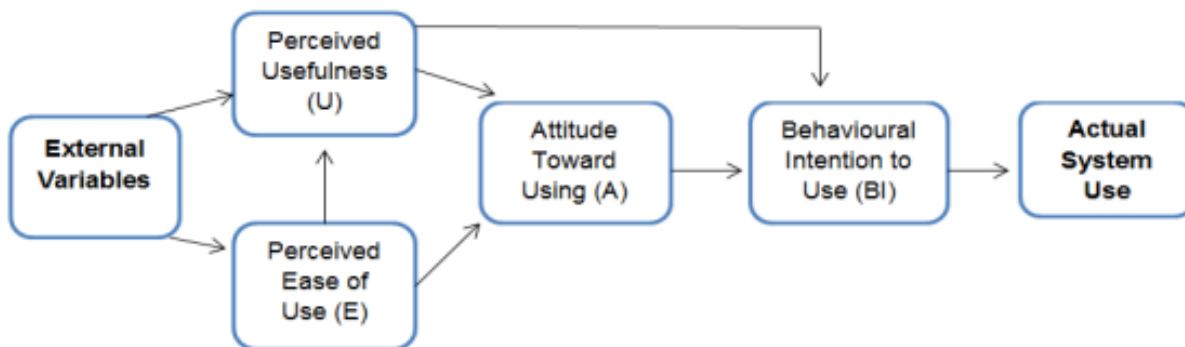 External
Variables
Perceived
Usefulness
(U)
Perceived
Ease of
Use (E)
Attitude
Toward
Using (A)
Behavioural
Intention to
Use (BI)
Actual
System
Use